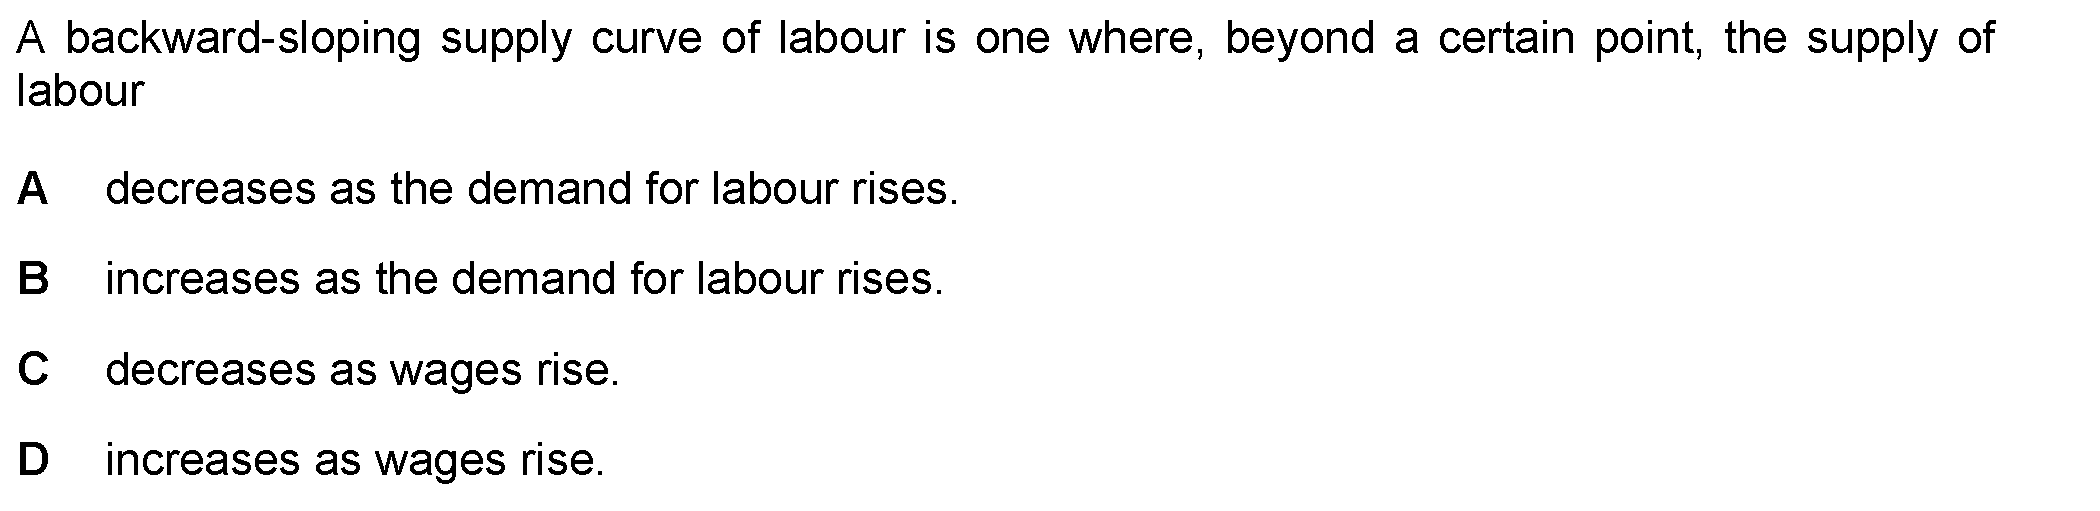 A backward-sloping supply curve of labour is one where, beyond a certain point, the supply of
labour
A decreases as the demand for labour rises.
B increases as the demand for labour rises.
C decreases as wages rise.
D increases as wages rise.